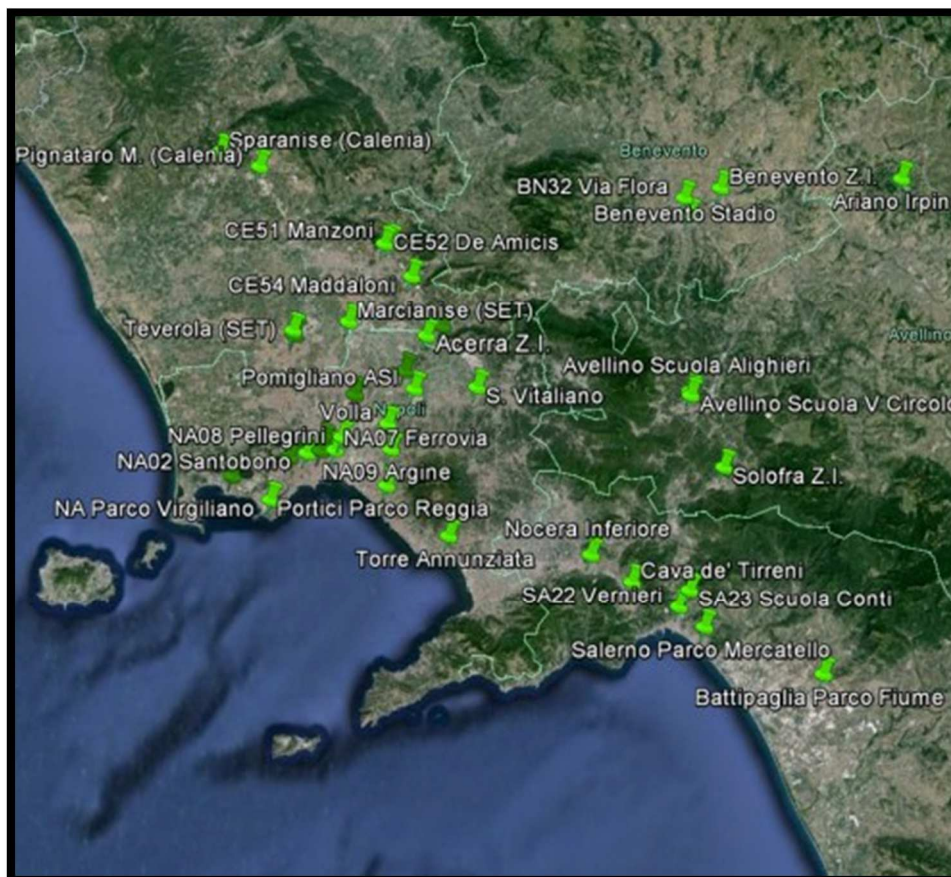 Sparanise (Calenia)
Pignataro M. (Calenia)
Benevento
Benevento Z.I.
BN32 Via Flora
Ariano Irpin
Benevento Stadio
CE51 Manzoni
CE52 De Amicis
CE54 Maddaloni
Marcianise (SET)
Teverola (SET)
Acerra Z.I.
Avellino
Avellino Scuola Alighieri
Pomigliano ASI
S. Vitaliano
Avellino Scuola V Circolo
Volla
Napoli
NA08 Pellegrini
NA07 Ferrovia
NA02 Santobono
NA09 Argine
Solofra Z.I.
NA Parco Virgiliano
Portici Parco Reggia
Nocera Inferiore
Torre Annunziata
Cava de' Tirreni
SA22 Vernieri
SA23 Scuola Conti
Salerno Parco Mercatello
Battipaglia Parco Fiume